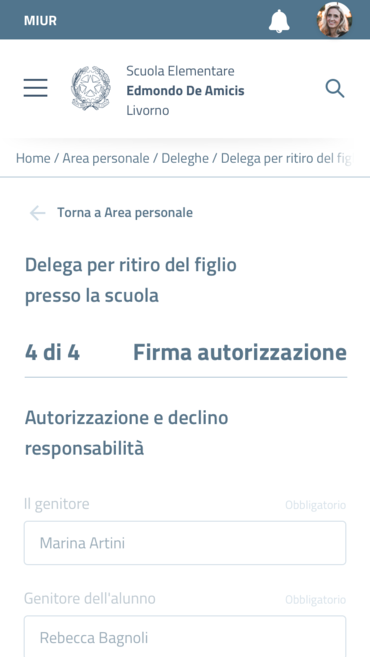 MIUR
Scuola Elementare
Edmondo De Amicis
Livorno
Home / Area personale / Deleghe / Delega per ritiro del fig
Torna a Area personale
Delega per ritiro del figlio
presso la scuola
4 di 4 Firma autorizzazione
Autorizzazione e declino
responsabilità
Il genitore Obbligatorio
Marina Artini
Genitore dell'alunno Obbligatorio
Rebecca Bagnoli